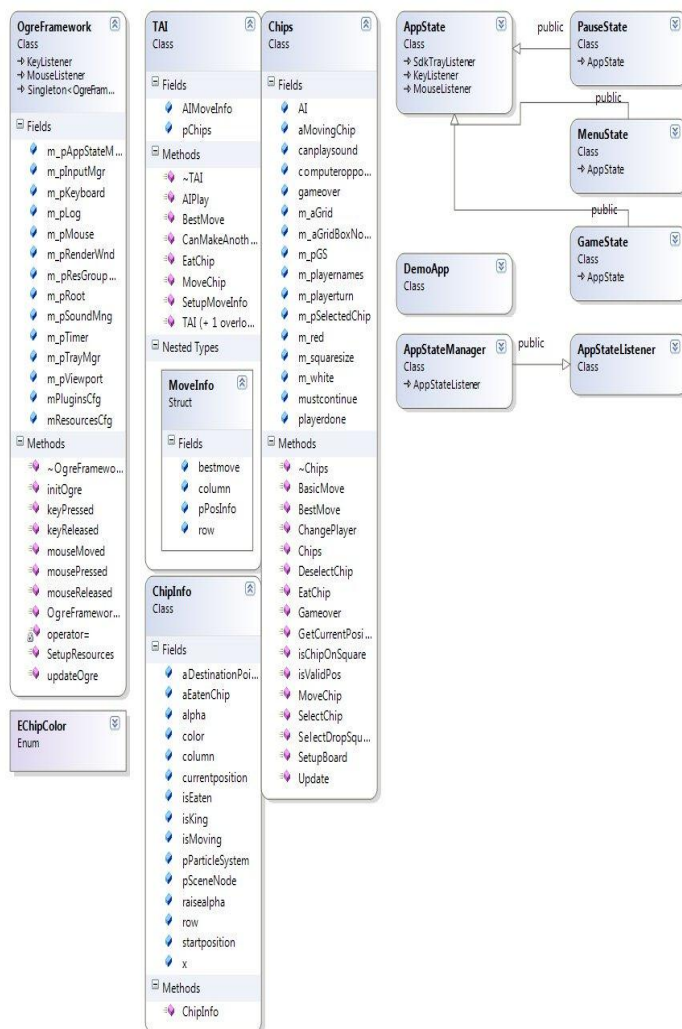 OgreFramework
Class
KeyListener
MouseListener
Singleton<OgreFram...
Fields
m_pAppStateM...
m_pInputMgr
m_pKeyboard
m_pLog
m_pMouse
m_pRenderWnd
m_pResGroup...
m_pRoot
m_pSoundMng
m_pTimer
m_pTrayMgr
m_pViewport
mPluginsCfg
mResourcesCfg
Methods
~OgreFramewo...
initOgre
keyPressed
keyReleased
mouseMoved
mousePressed
mouseReleased
OgreFramewor...
operator=
SetupResources
updateOgre
EChipColor
Enum
TAI
Class
Fields
AIMoveInfo
pChips
Methods
~TAI
AIPlay
BestMove
CanMakeAnoth...
EatChip
MoveChip
SetupMoveInfo
TAI (+ 1 overlo...
Nested Types
MoveInfo
Struct
Fields
bestmove
column
pPosInfo
row
ChipInfo
Class
Fields
aDestinationPoi...
aEatenChip
alpha
color
column
currentposition
isEaten
isKing
isMoving
pParticleSystem
pSceneNode
raisealpha
row
startposition
x
Methods
ChipInfo
Chips
Class
Fields
AI
aMovingChip
canplaysound
computeroppo...
gameover
m_aGrid
m_aGridBoxNo...
m_pGS
m_playernames
m_playerturn
m_pSelectedChip
m_red
m_squaresize
m_white
mustcontinue
playerdone
Methods
~Chips
BasicMove
BestMove
ChangePlayer
Chips
DeselectChip
EatChip
Gameover
GetCurrentPosi...
isChipOnSquare
isValidPos
MoveChip
SelectChip
SelectDropSqu...
SetupBoard
Update
AppState
Class
SdkTrayListener
KeyListener
MouseListener
public
PauseState
Class
AppState
public
MenuState
Class
AppState
public
GameState
Class
AppState
DemoApp
Class
AppStateManager
Class
AppStateListener
public
AppStateListener
Class